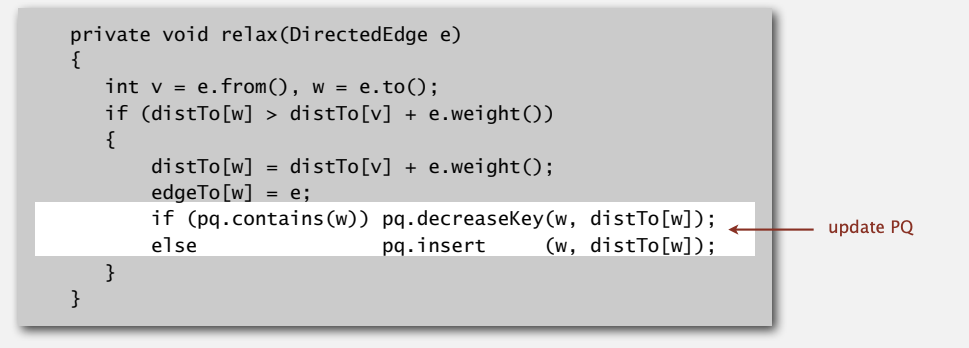 private void relax(DirectedEdge e)
{
   int v = e.from(), w = e.to();
   if (distTo[w] > distTo[v] + e.weight())
   {
       distTo[w] = distTo[v] + e.weight();
       edgeTo[w] = e;
       if (pq.contains(w)) pq.decreaseKey(w, distTo[w]);
       else                pq.insert     (w, distTo[w]);
   }
}
update PQ